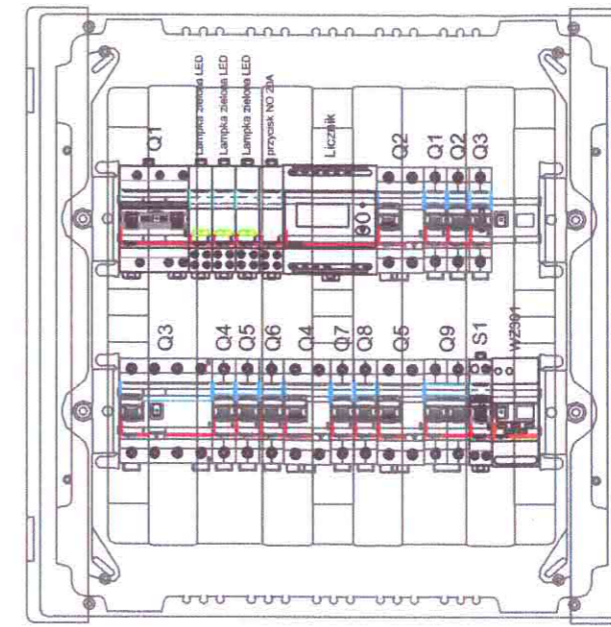 Q1
Lampka zielona LED
Lampka zielona LED
Lampka zielona LED
przycisk NO 20A
Licznik
Q2
Q1
Q2
Q3
Q3
Q4
Q5
Q6
Q4
Q7
Q8
Q5
Q9
S1
WZ301